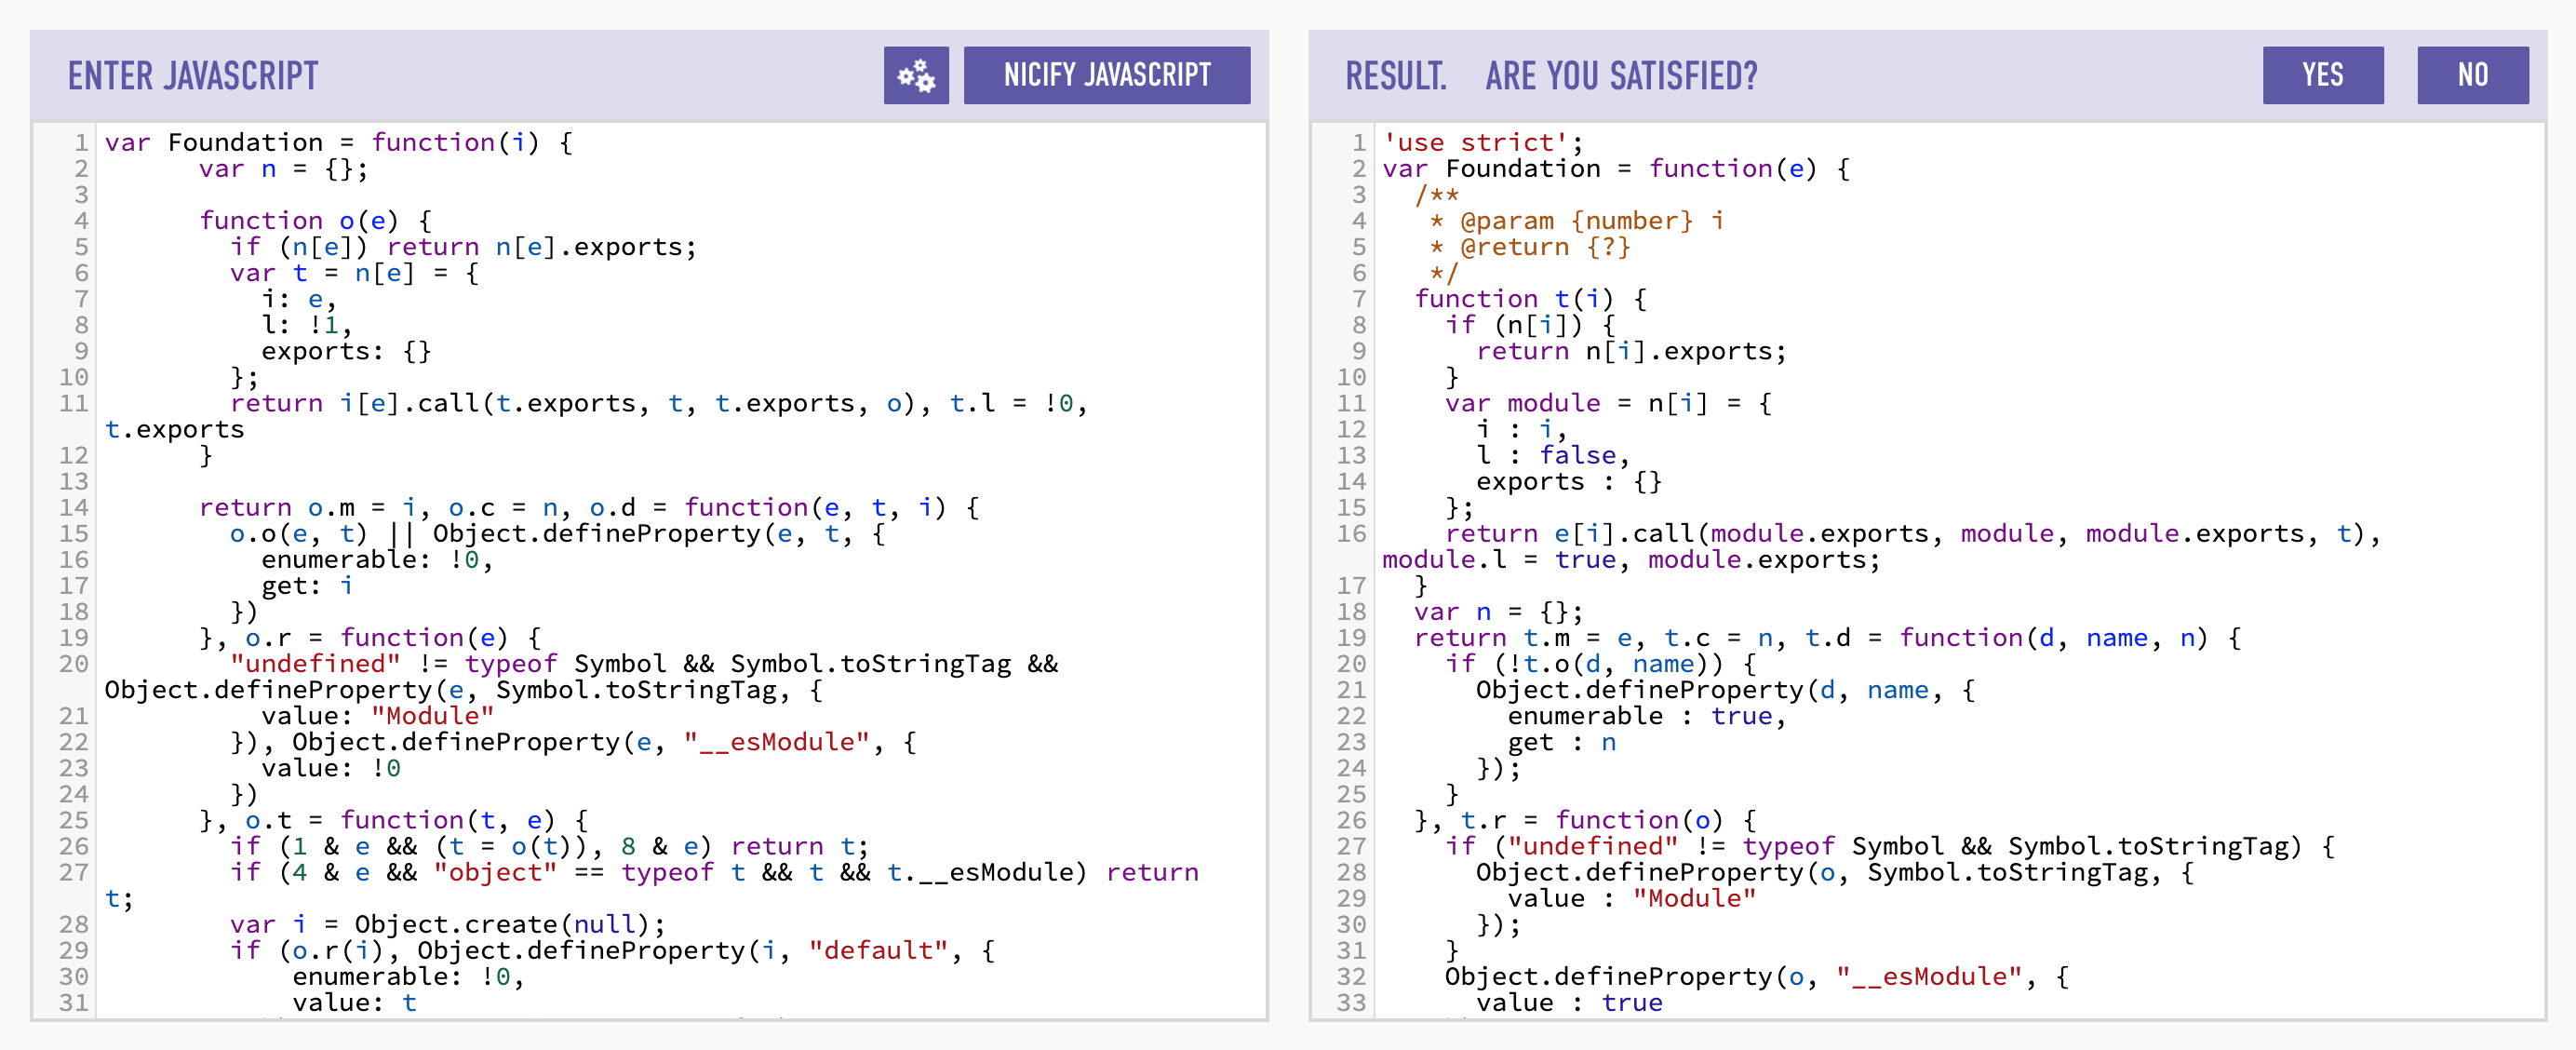 ENTER JAVASCRIPT
NICIFY JAVASCRIPT
1 var Foundation = function(i) {
2 var n = {};
3
4 function o(e) {
5 if (n[e]) return n[e].exports;
6 var t = n[e] = {
7 i: e,
8 l: !1,
9 exports: {}
10 };
11 return i[e].call(t.exports, t, t.exports, o), t.l = !0,
t.exports
12 }
13
14 return o.m = i, o.c = n, o.d = function(e, t, i) {
15 o.o(e, t) || Object.defineProperty(e, t, {
16 enumerable: !0,
17 get: i
18 })
19 }, o.r = function(e) {
20 "undefined" != typeof Symbol && Symbol.toStringTag &&
Object.defineProperty(e, Symbol.toStringTag, {
21 value: "Module"
22 }), Object.defineProperty(e, "__esModule", {
23 value: !0
24 })
25 }, o.t = function(t, e) {
26 if (1 & e && (t = o(t)), 8 & e) return t;
27 if (4 & e && "object" == typeof t && t && t.__esModule) return
t;
28 var i = Object.create(null);
29 if (o.r(i), Object.defineProperty(i, "default", {
30 enumerable: !0,
31 value: t
RESULT. ARE YOU SATISFIED?
YES
NO
1 'use strict';
2 var Foundation = function(e) {
3 /**
4 * @param {number} i
5 * @return {?}
6 */
7 function t(i) {
8 if (n[i]) {
9 return n[i].exports;
10 }
11 var module = n[i] = {
12 i : i,
13 l : false,
14 exports : {}
15 };
16 return e[i].call(module.exports, module, module.exports, t),
module.l = true, module.exports;
17 }
18 var n = {};
19 return t.m = e, t.c = n, t.d = function(d, name, n) {
20 if (!t.o(d, name)) {
21 Object.defineProperty(d, name, {
22 enumerable : true,
23 get : n
24 });
25 }
26 }, t.r = function(o) {
27 if ("undefined" != typeof Symbol && Symbol.toStringTag) {
28 Object.defineProperty(o, Symbol.toStringTag, {
29 value : "Module"
30 });
31 }
32 Object.defineProperty(o, "__esModule", {
33 value : true